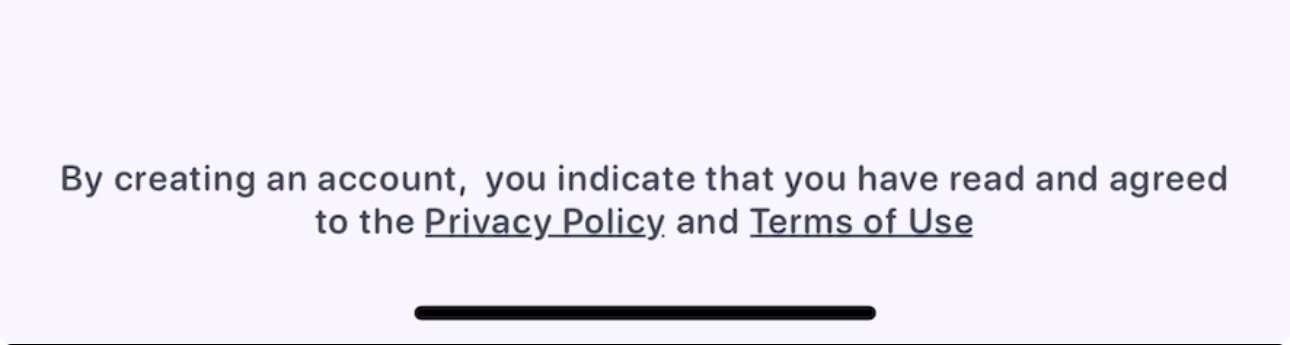 By creating an account,  you indicate that you have read and agreed
to the Privacy Policy and Terms of Use